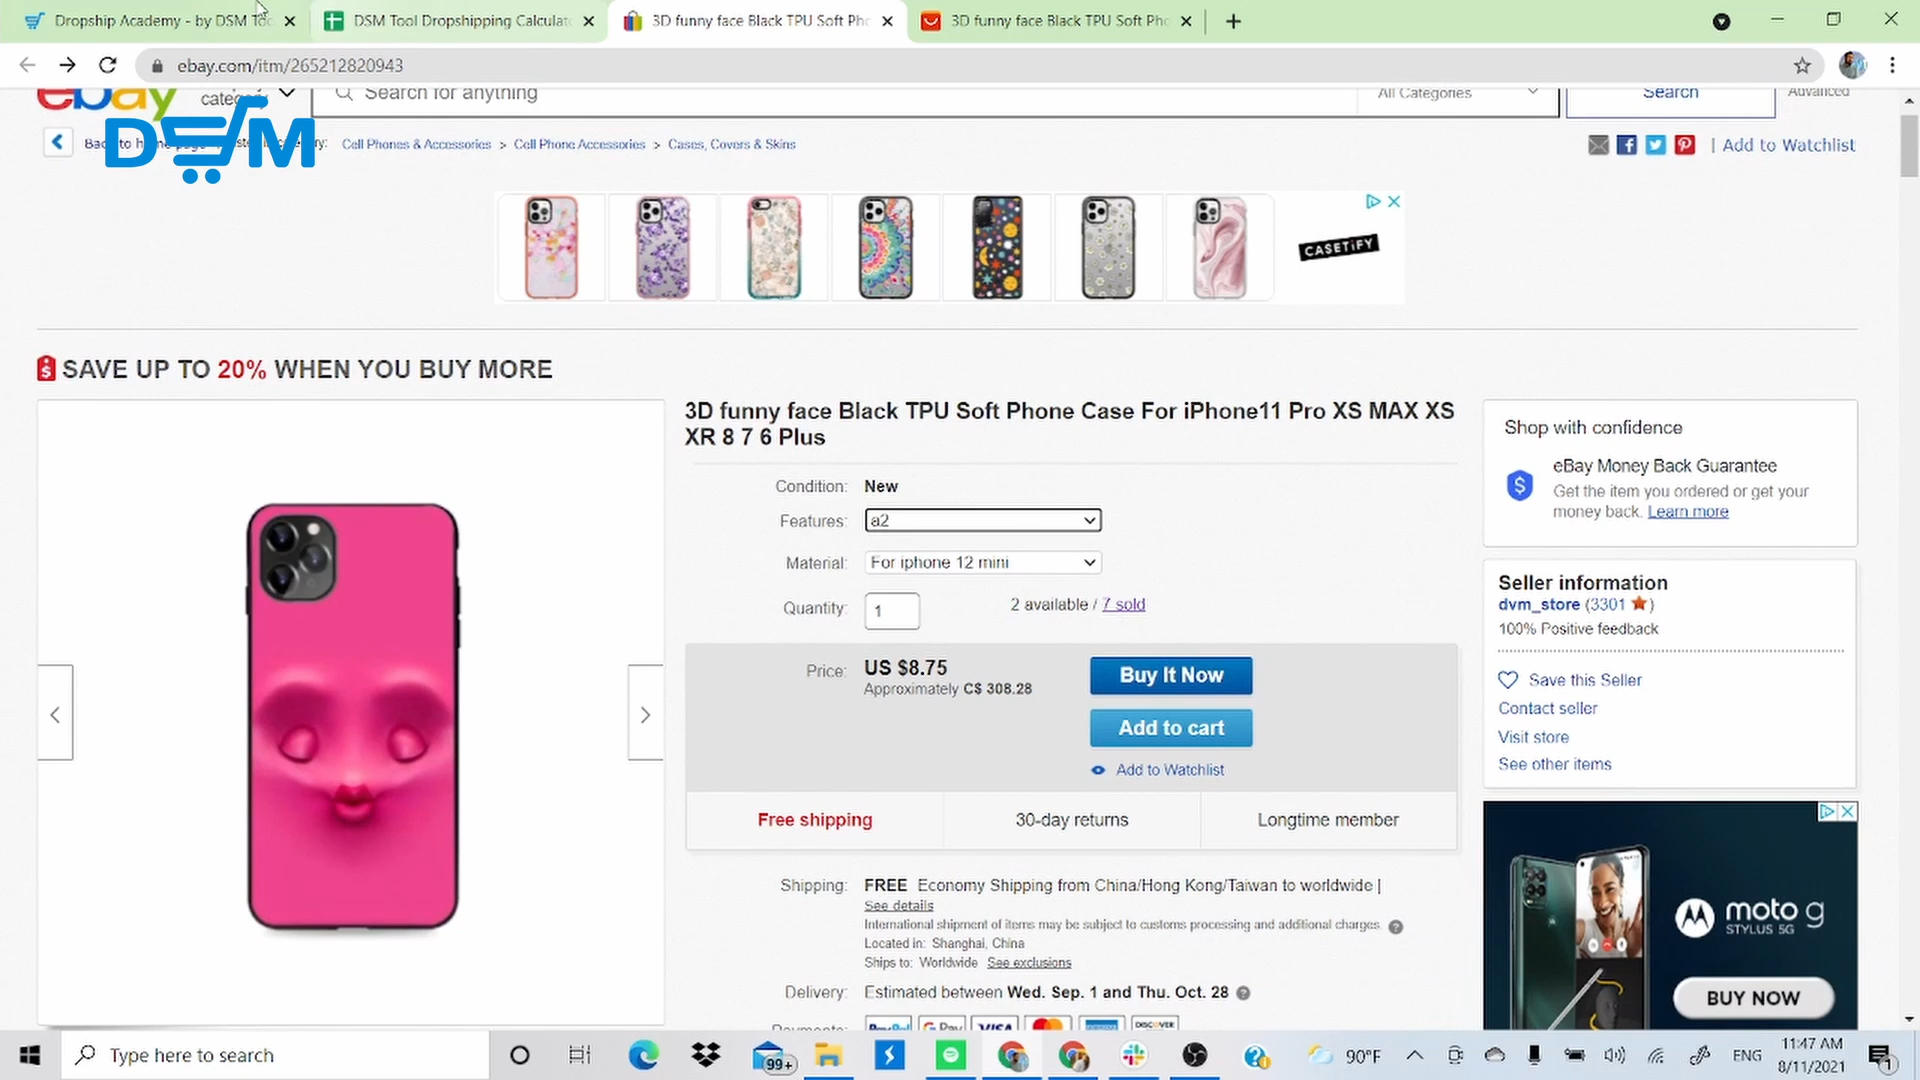 Dropship Academy - by DSM To
DSM Tool Dropshipping Calculat
3D funny face Black TPU Soft Pho
3D funny face Black TPU Soft Pho
ebay.com/itm/265212820943
ebay
Search for anything
All Categories
Search
Advanced
DSM
Cell Phones & Accessories > Cell Phone Accessories > Cases, Covers & Skins
| Add to Watchlist
CASETiFY
SAVE UP TO 20% WHEN YOU BUY MORE
3D funny face Black TPU Soft Phone Case For iPhone11 Pro XS MAX XS
XR 8 7 6 Plus
Condition: New
Features: a2
Material: For iphone 12 mini
Quantity: 1 2 available / 7 sold
Price: US $8.75
Approximately C$ 308.28
Buy It Now
Add to cart
Add to Watchlist
Free shipping 30-day returns Longtime member
Shipping: FREE Economy Shipping from China/Hong Kong/Taiwan to worldwide |
See details
International shipment of items may be subject to customs processing and additional charges.
Located in: Shanghai, China
Ships to: Worldwide See exclusions
Delivery: Estimated between Wed. Sep. 1 and Thu. Oct. 28
Payments: PayPal G Pay VISA DISCOVER
Shop with confidence
eBay Money Back Guarantee
Get the item you ordered or get your
money back. Learn more
Seller information
dvm_store (3301 )
100% Positive feedback
Save this Seller
Contact seller
Visit store
See other items
moto g
STYLUS 5G
BUY NOW
Type here to search
99+
90°F
ENG
11:47 AM
8/11/2021
1